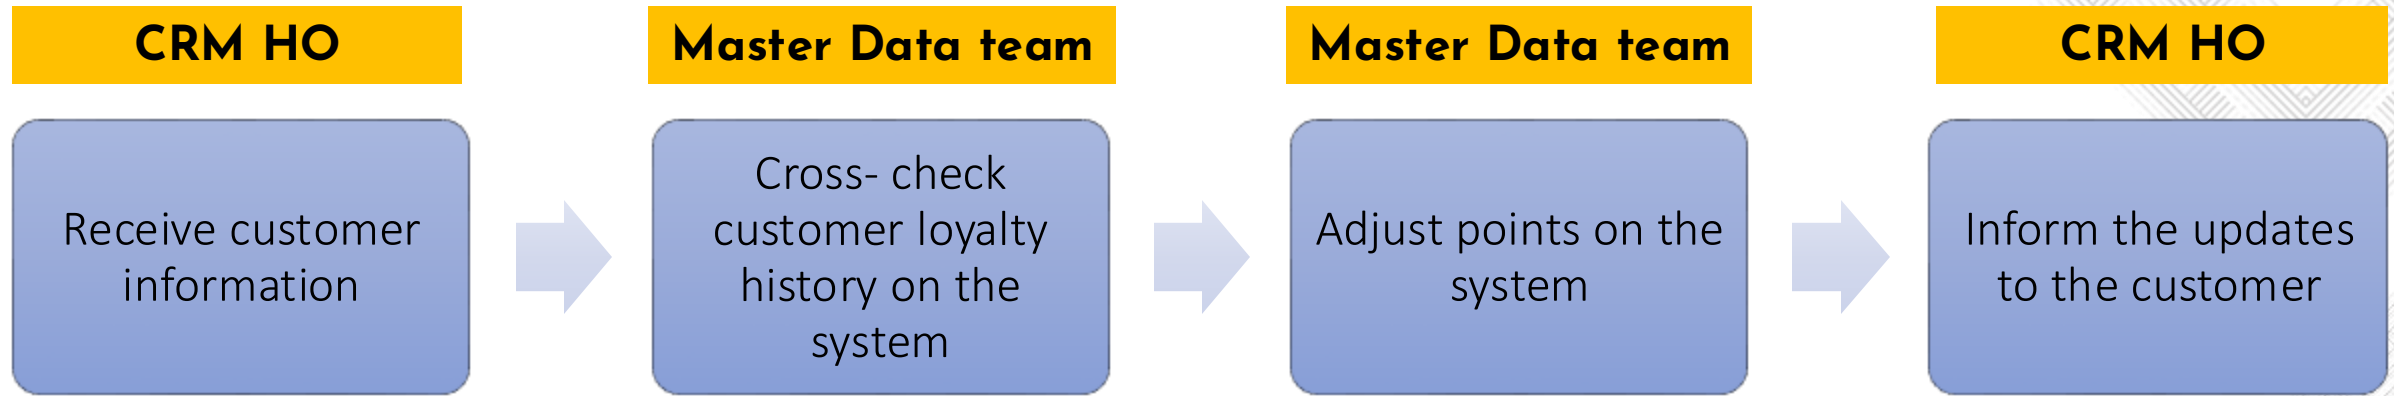 CRM HO
Receive customer
information
Master Data team
Cross- check
customer loyalty
history on the
system
Master Data team
Adjust points on the
system
CRM HO
Inform the updates
to the customer